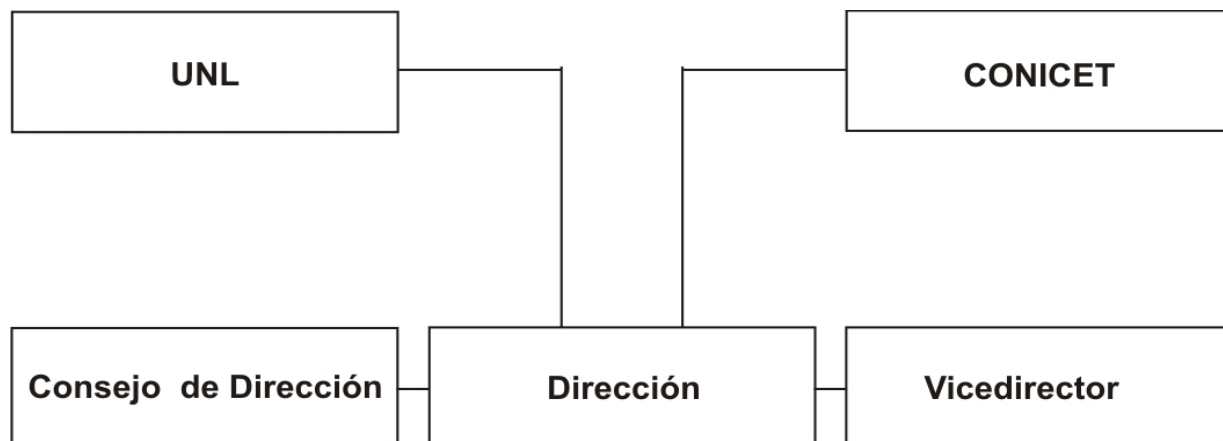 UNL
CONICET
Consejo de Dirección
Dirección
Vicedirector